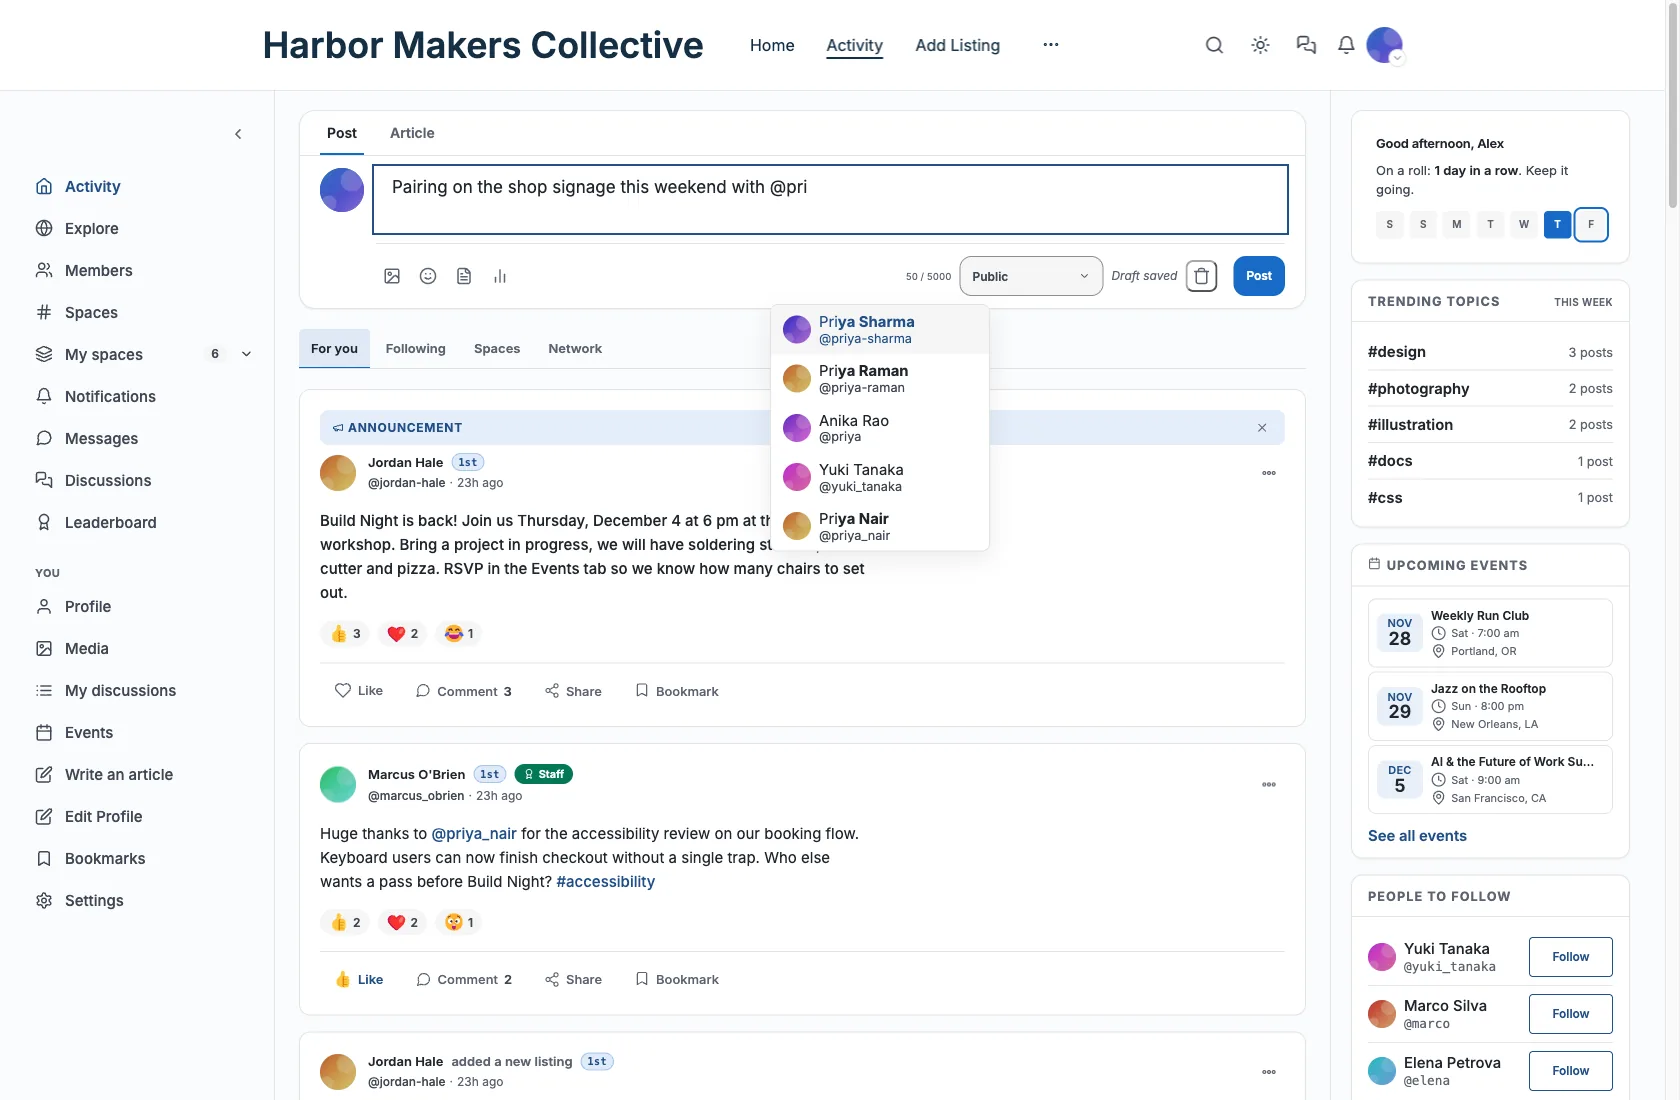 Harbor Makers Collective
Home
Activity
Add Listing
Activity
Explore
Members
Spaces
My spaces 6
Notifications
Messages
Discussions
Leaderboard
YOU
Profile
Media
My discussions
Events
Write an article
Edit Profile
Bookmarks
Settings
Post
Article
Pairing on the shop signage this weekend with @pri
50 / 5000
Public
Draft saved
Post
Priya Sharma
@priya-sharma
Priya Raman
@priya-raman
Anika Rao
@priya
Yuki Tanaka
@yuki_tanaka
Priya Nair
@priya_nair
For you
Following
Spaces
Network
ANNOUNCEMENT
Jordan Hale 1st
@jordan-hale · 23h ago
Build Night is back! Join us Thursday, December 4 at 6 pm at
workshop. Bring a project in progress, we will have soldering
cutter and pizza. RSVP in the Events tab so we know how many chairs to set
out.
👍 3
❤️ 2
😂 1
Like
Comment 3
Share
Bookmark
Marcus O'Brien 1st Staff
@marcus_obrien · 23h ago
Huge thanks to @priya_nair for the accessibility review on our booking flow.
Keyboard users can now finish checkout without a single trap. Who else
wants a pass before Build Night? #accessibility
👍 2
❤️ 2
😲 1
👍 Like
Comment 2
Share
Bookmark
Jordan Hale added a new listing 1st
@jordan-hale · 23h ago
Good afternoon, Alex
On a roll: 1 day in a row. Keep it
going.
S S M T W T F
TRENDING TOPICS
THIS WEEK
#design 3 posts
#photography 2 posts
#illustration 2 posts
#docs 1 post
#css 1 post
UPCOMING EVENTS
NOV
28
Weekly Run Club
Sat · 7:00 am
Portland, OR
NOV
29
Jazz on the Rooftop
Sun · 8:00 pm
New Orleans, LA
DEC
5
AI & the Future of Work Su...
Sat · 9:00 am
San Francisco, CA
See all events
PEOPLE TO FOLLOW
Yuki Tanaka
@yuki_tanaka
Follow
Marco Silva
@marco
Follow
Elena Petrova
@elena
Follow